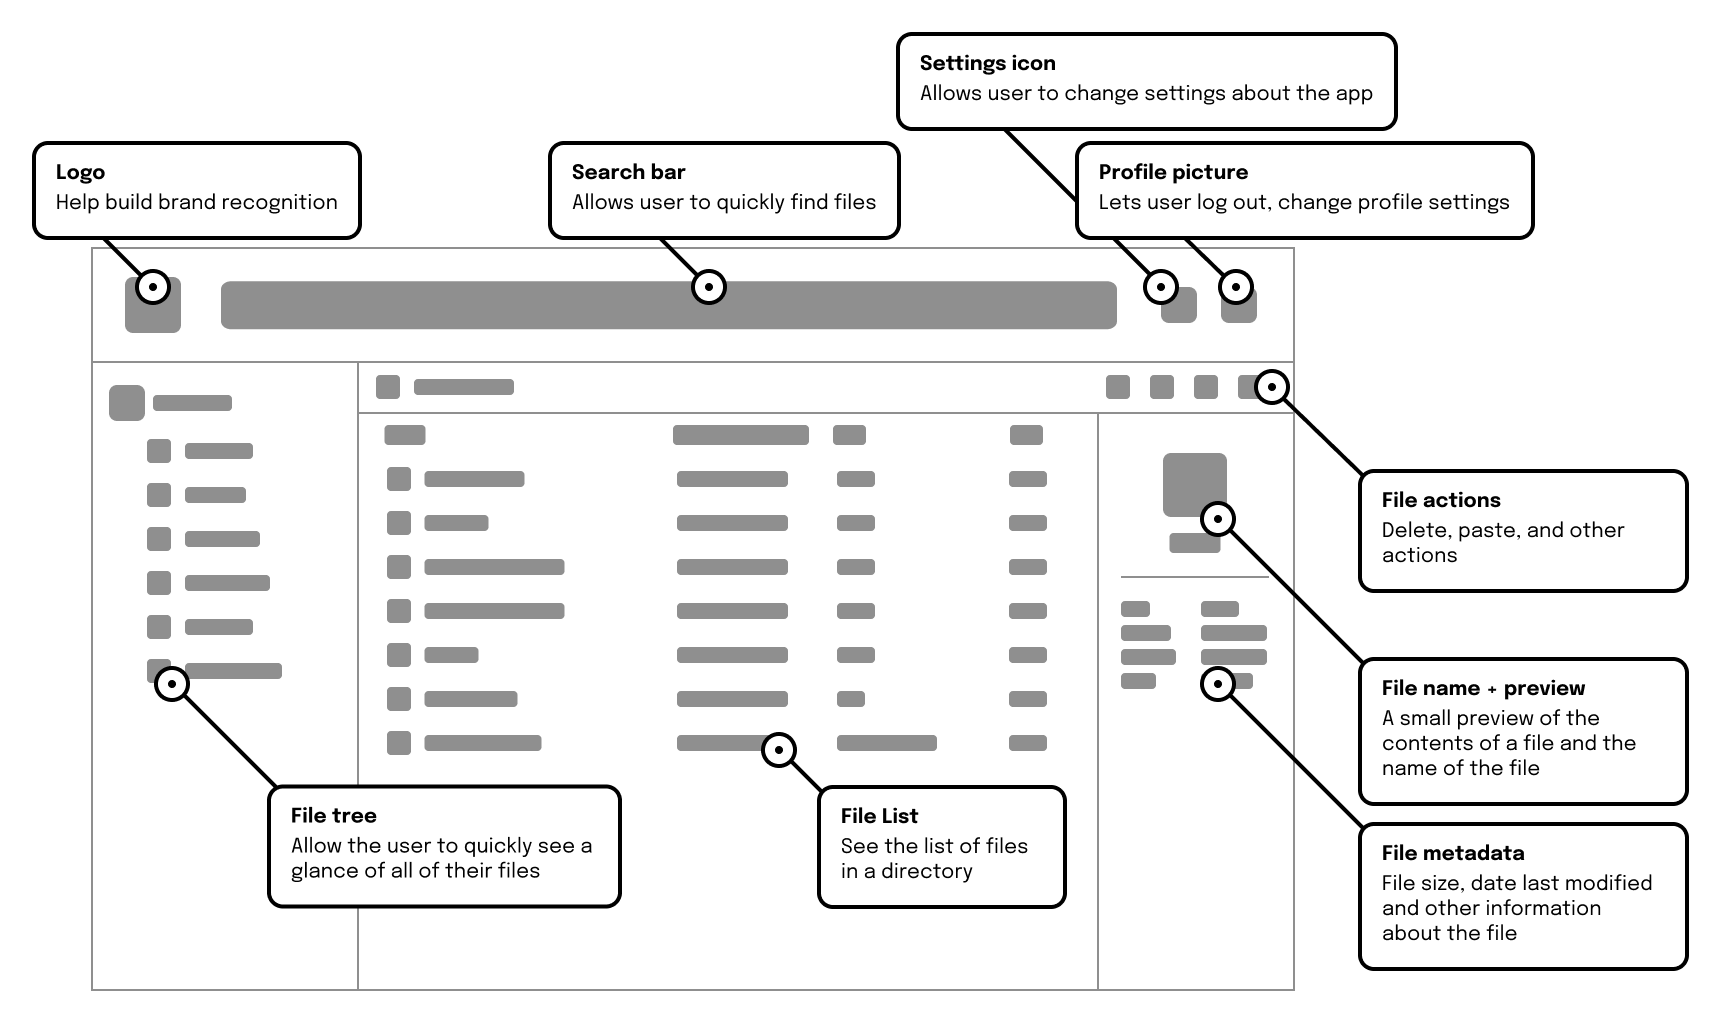 Settings icon
Allows user to change settings about the app
Logo
Help build brand recognition
Search bar
Allows user to quickly find files
Profile picture
Lets user log out, change profile settings
File actions
Delete, paste, and other
actions
File name + preview
A small preview of the
contents of a file and the
name of the file
File tree
Allow the user to quickly see a
glance of all of their files
File List
See the list of files
in a directory
File metadata
File size, date last modified
and other information
about the file